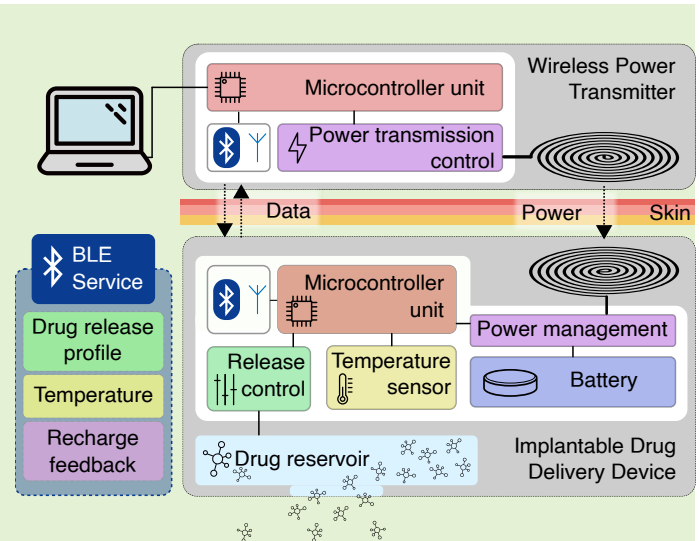 Microcontroller unit
Wireless Power
Transmitter
Power transmission
control
Data
Power
Skin
BLE
Service
Drug release
profile
Temperature
Recharge
feedback
Microcontroller
unit
Power management
Release
control
Temperature
sensor
Battery
Drug reservoir
Implantable Drug
Delivery Device